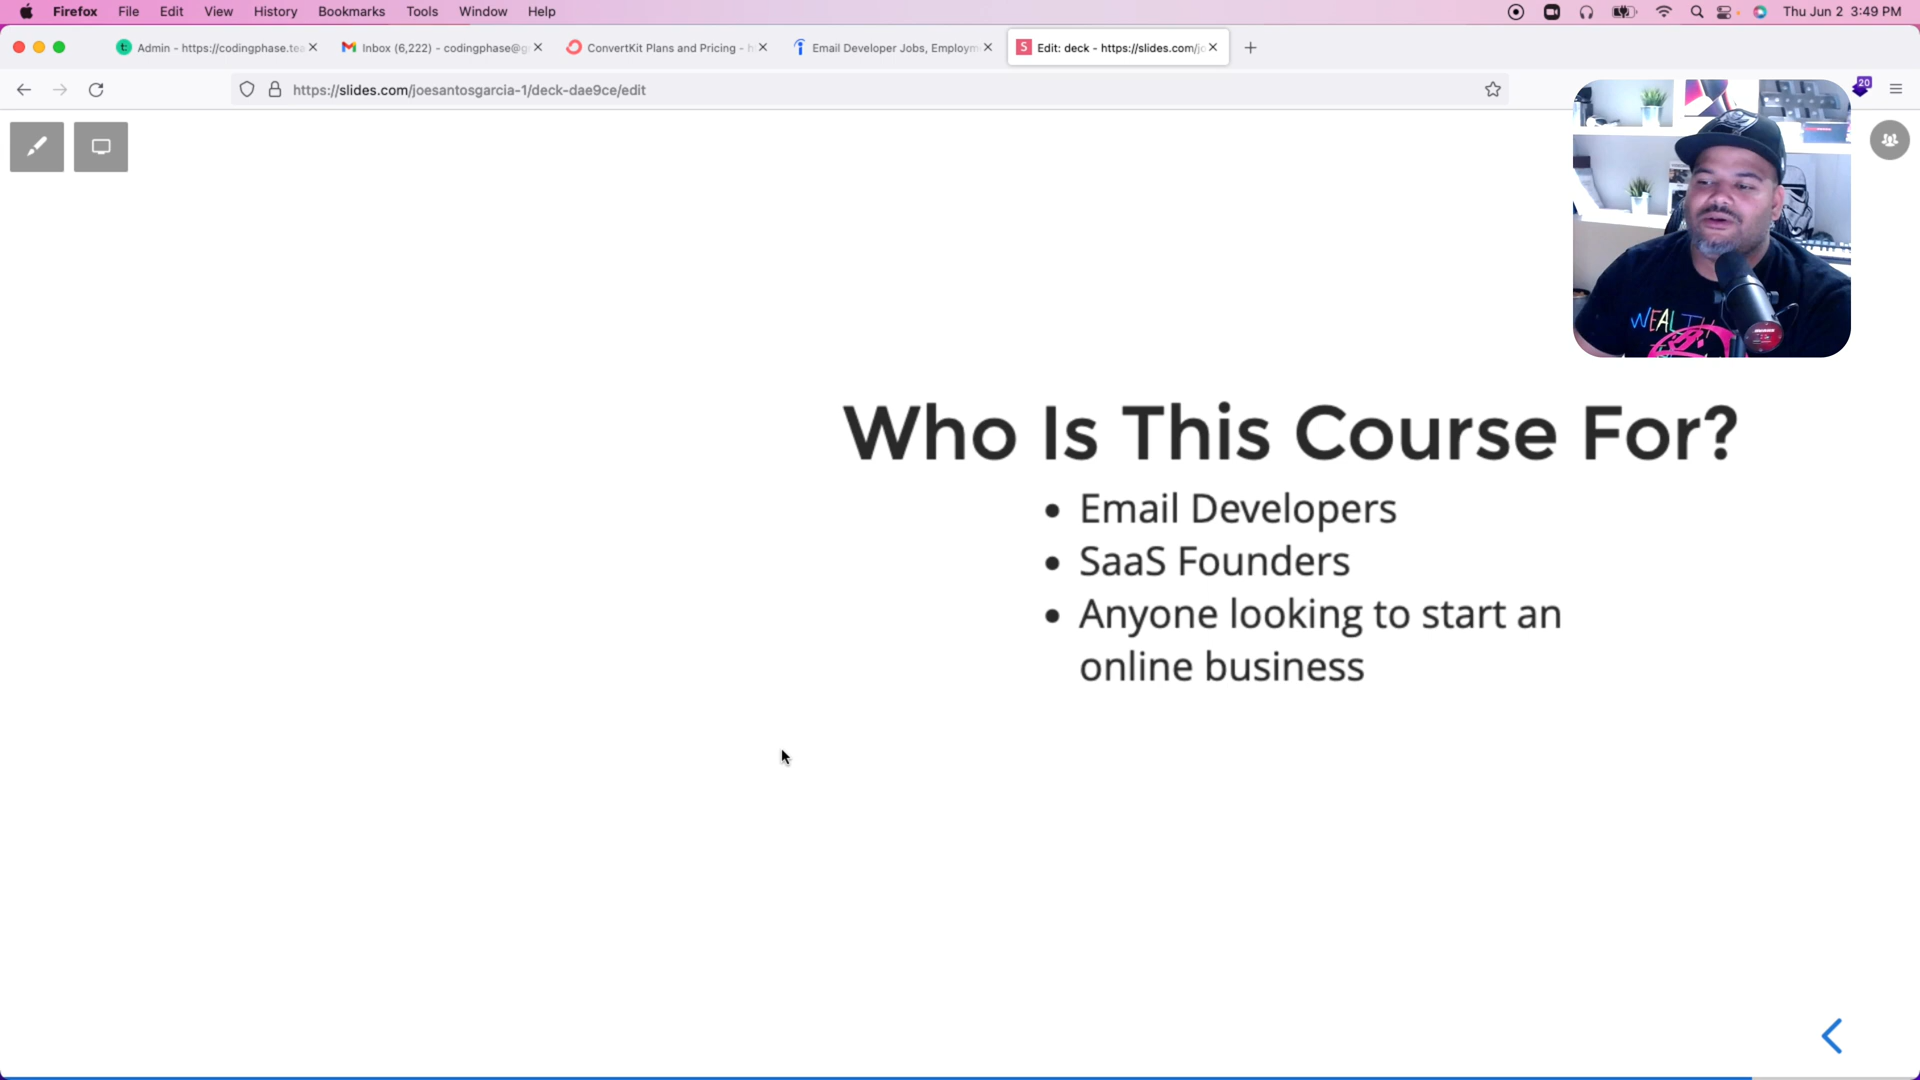 Firefox File Edit View History Bookmarks Tools Window Help Thu Jun 2 3:49 PM
Admin - https://codingphase.tea Inbox (6,222) - codingphase@g ConvertKit Plans and Pricing - h Email Developer Jobs, Employm Edit: deck - https://slides.com/jo
https://slides.com/joesantosgarcia-1/deck-dae9ce/edit
20
WEALTH
Who Is This Course For?
• Email Developers
• SaaS Founders
• Anyone looking to start an
online business